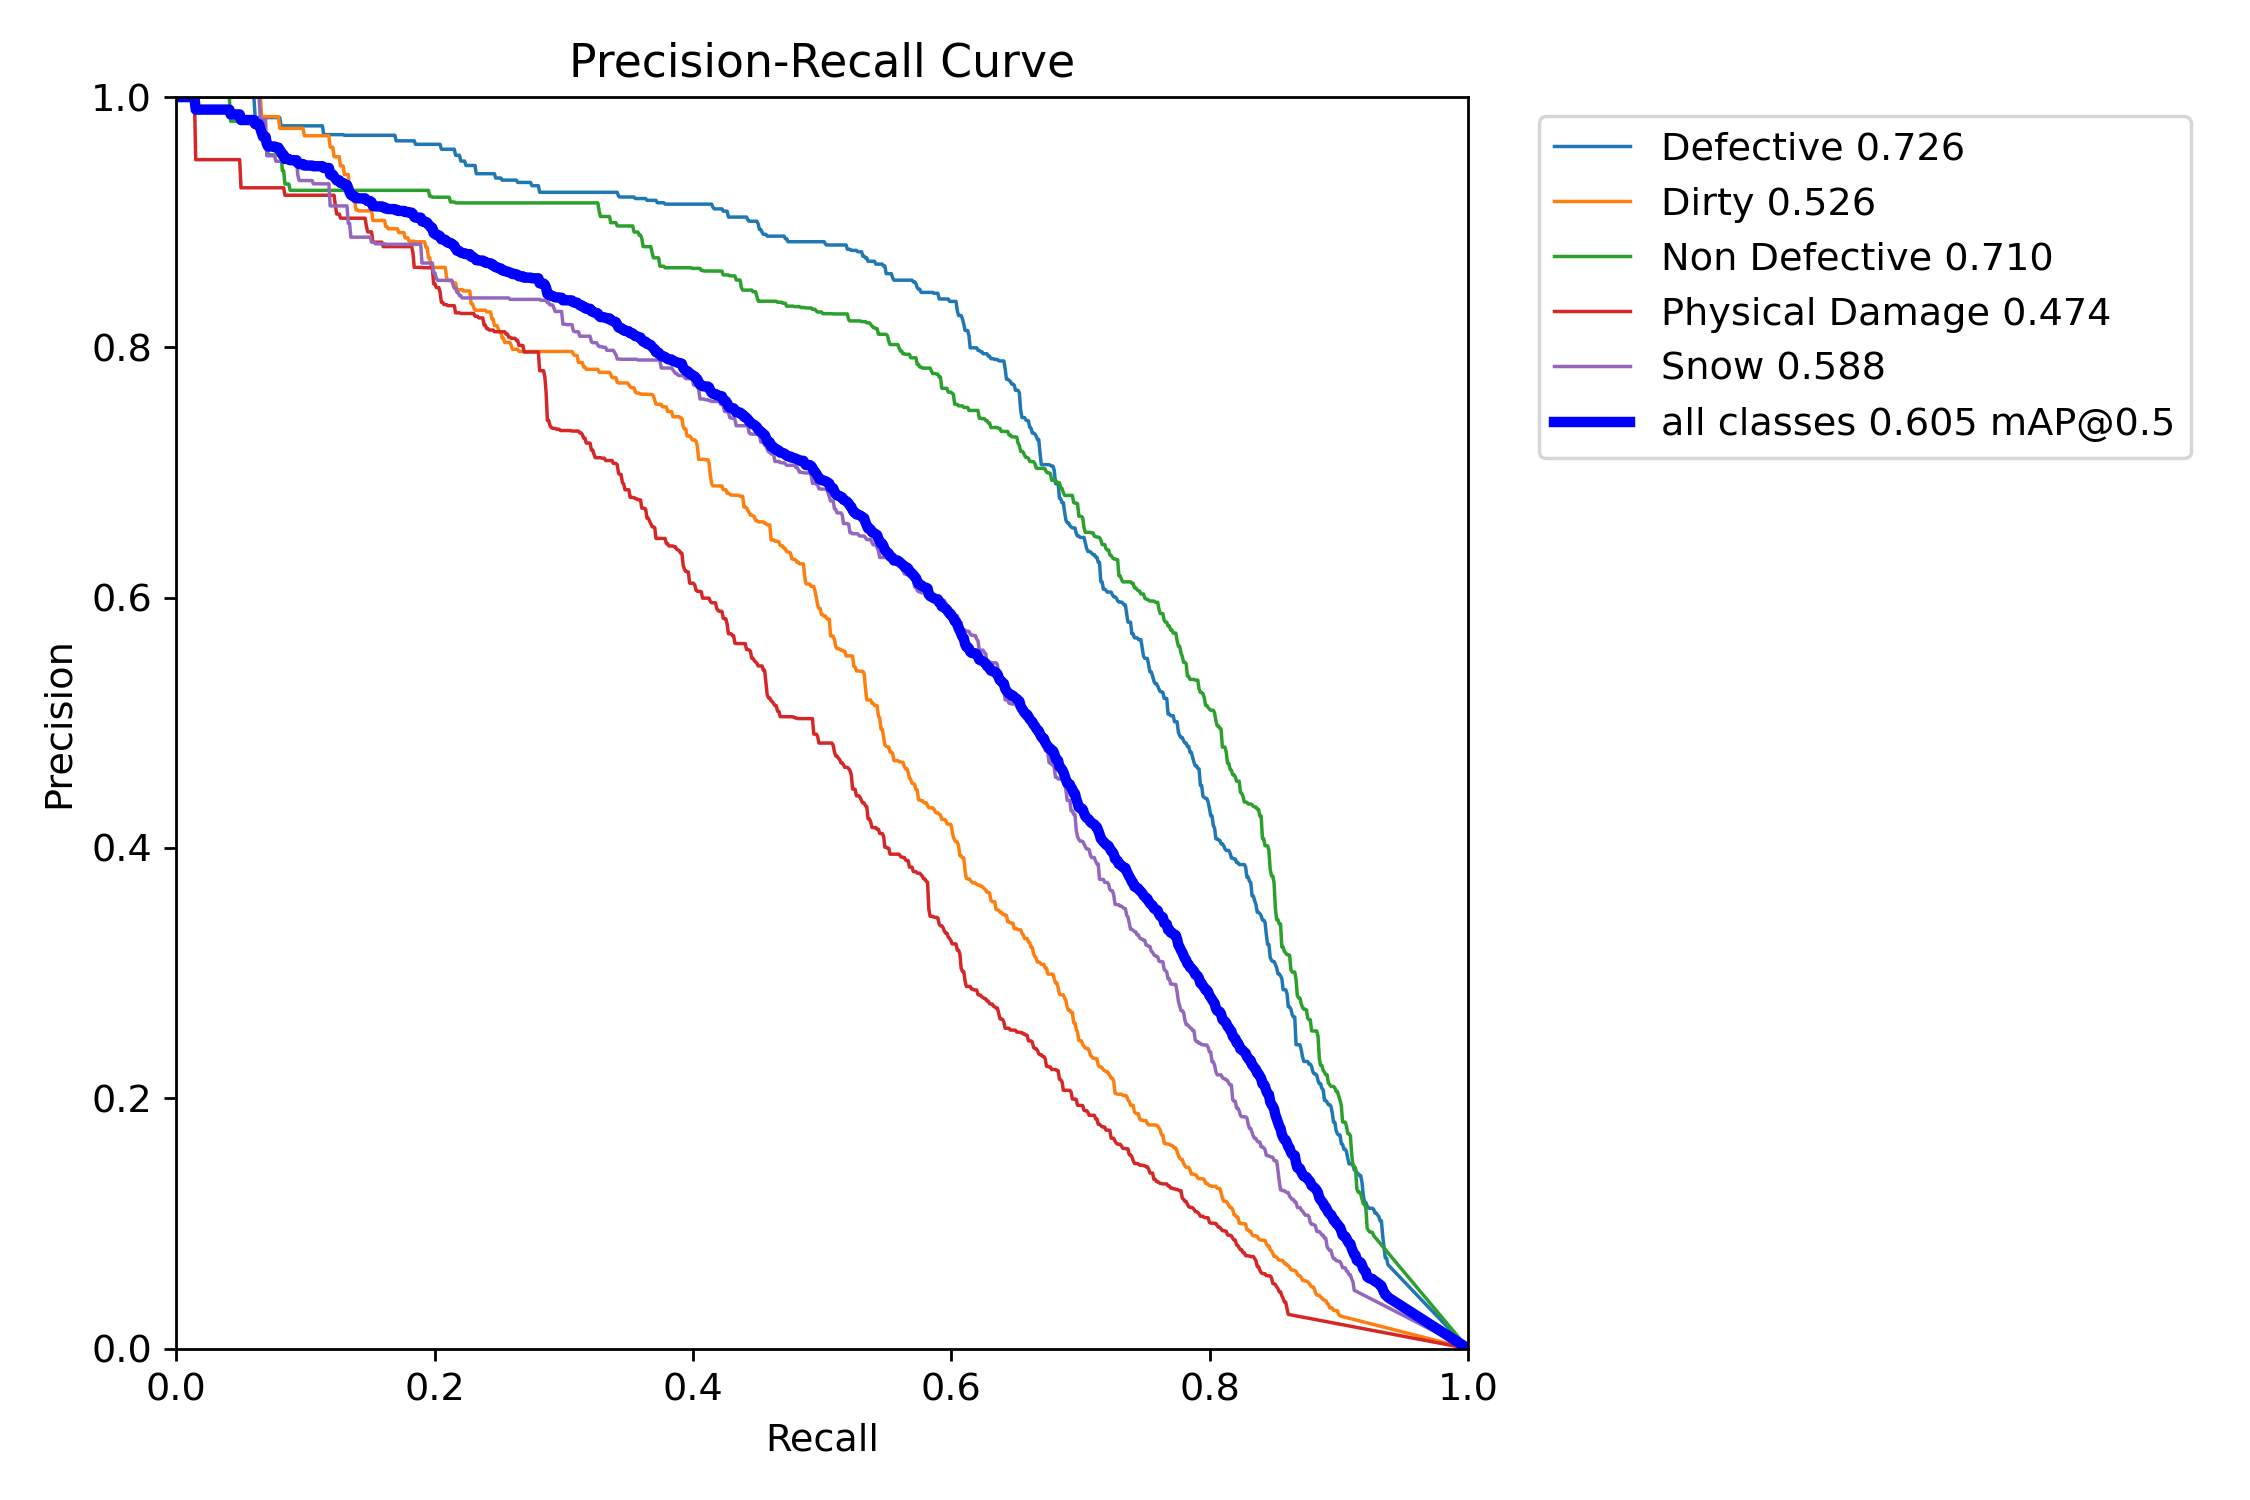 Precision-Recall Curve
1.0
0.8
0.6
0.4
0.2
0.0
Precision
0.0 0.2 0.4 0.6 0.8 1.0
Recall
Defective 0.726
Dirty 0.526
Non Defective 0.710
Physical Damage 0.474
Snow 0.588
all classes 0.605 mAP@0.5